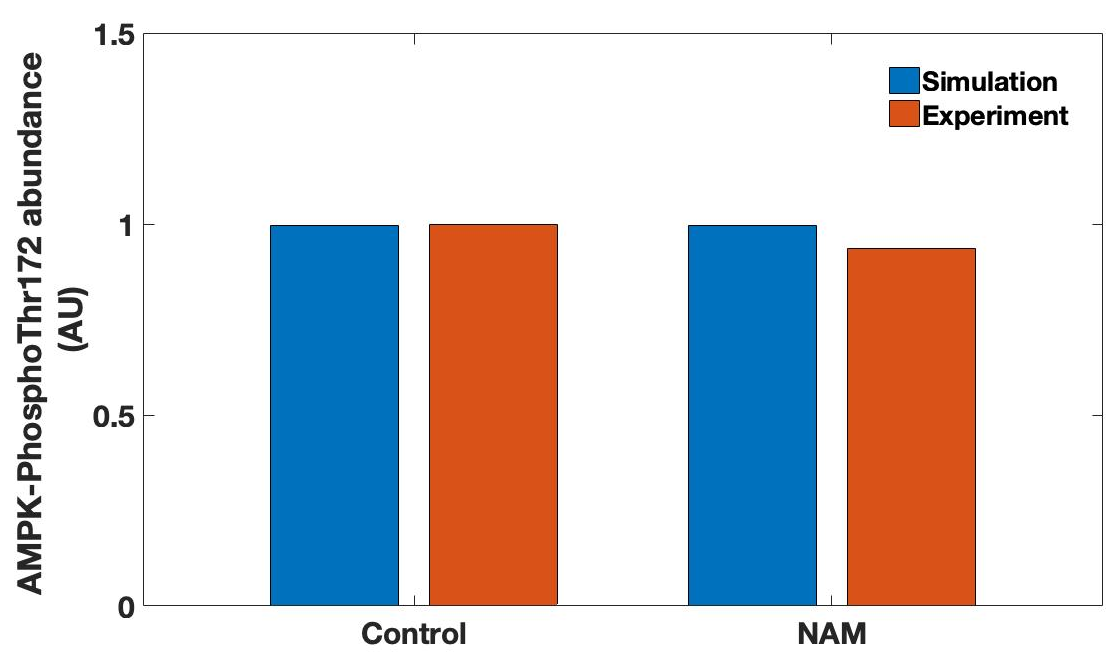 AMPK-PhosphoThr172 abundance
(AU)
1.5
1
0.5
0
Simulation
Experiment
Control
NAM